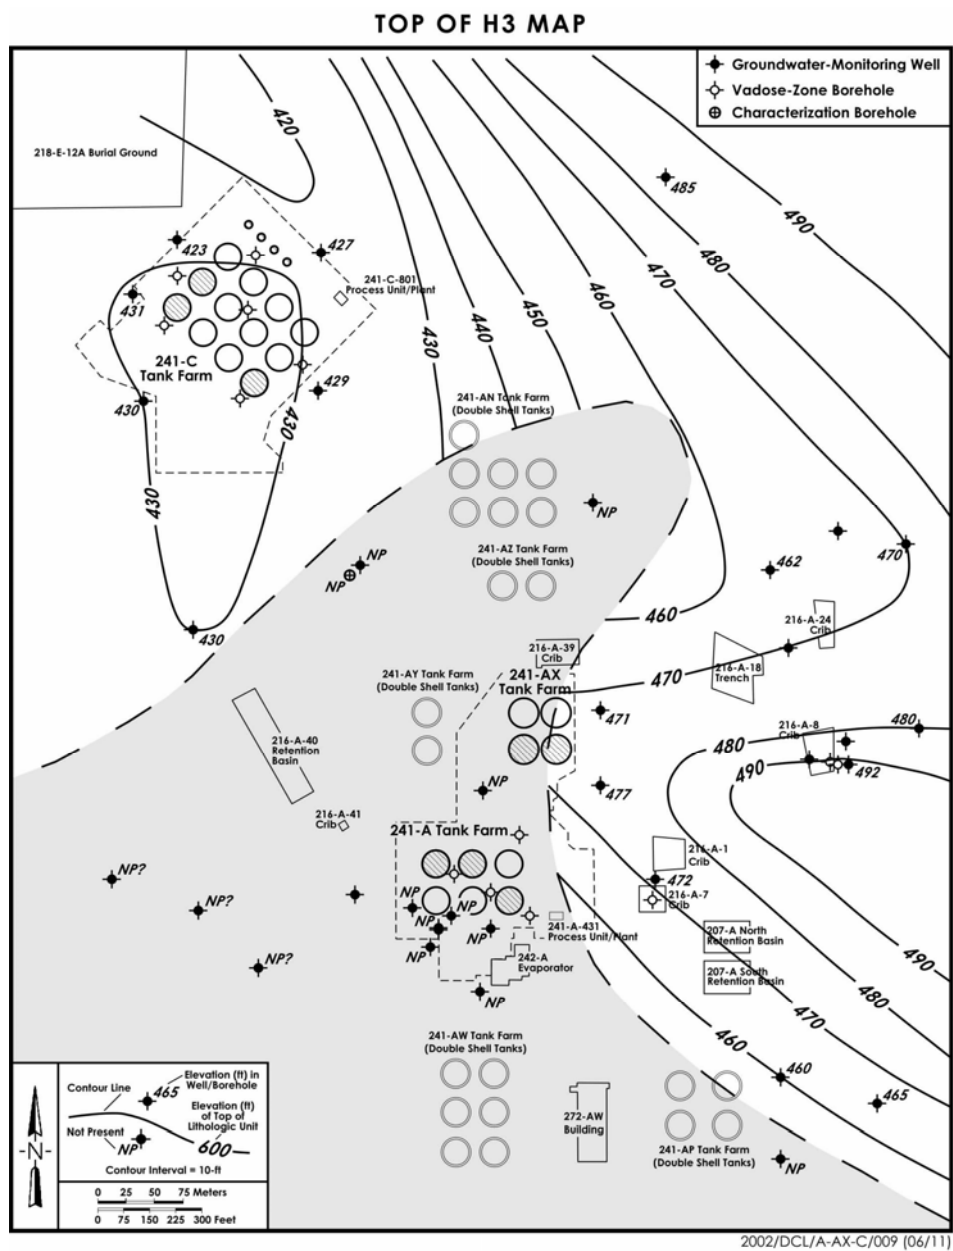 TOP OF H3 MAP
Groundwater-Monitoring Well
Vadose-Zone Borehole
Characterization Borehole
218-E-12A Burial Ground
420
485
490
423
427
480
470
241-C-801
Process Unit/Plant
431
460
450
440
430
241-C
Tank Farm
429
430
430
241-AN Tank Farm
(Double Shell Tanks)
430
NP
470
NP
NP
241-AZ Tank Farm
(Double Shell Tanks)
462
460
430
216-A-24
Crib
216-A-39
Crib
241-AX
Tank Farm
241-AY Tank Farm
(Double Shell Tanks)
470
216-A-18
Trench
471
216-A-8
Crib
480
480
216-A-40
Retention
Basin
490
492
NP
477
216-A-41
Crib
241-A Tank Farm
216-A-1
Crib
NP?
472
216-A-7
Crib
NP?
NP
NP
NP
NP
NP
241-A-431
Process Unit/Plant
207-A North
Retention Basin
NP?
242-A
Evaporator
207-A South
Retention Basin
490
480
NP
470
460
241-AW Tank Farm
(Double Shell Tanks)
460
465
272-AW
Building
241-AP Tank Farm
(Double Shell Tanks)
NP
-N-
Contour Line
Elevation (ft) in
Well/Borehole
465
Elevation (ft)
of Top of
Lithologic Unit
Not Present
NP
600
Contour Interval = 10-ft
0 25 50 75 Meters
0 75 150 225 300 Feet
2002/DCL/A-AX-C/009 (06/11)